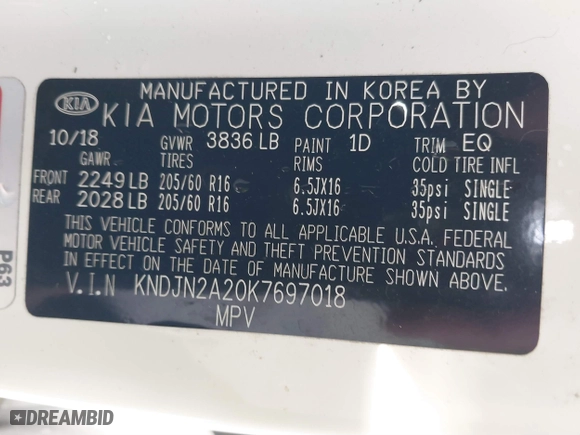 MANUFACTURED IN KOREA BY
KIA KIA MOTORS CORPORATION
10/18 GVWR 3836 LB PAINT 1D TRIM EQ
GAWR TIRES RIMS COLD TIRE INFL
FRONT 2249 LB 205/60 R16 6.5JX16 35psi SINGLE
REAR 2028 LB 205/60 R16 6.5JX16 35psi SINGLE
THIS VEHICLE CONFORMS TO ALL APPLICABLE U.S.A. FEDERAL
MOTOR VEHICLE SAFETY AND THEFT PREVENTION STANDARDS
IN EFFECT ON THE DATE OF MANUFACTURE SHOWN ABOVE.
V.I.N KNDJN2A20K7697018
MPV
P63
DREAMBID